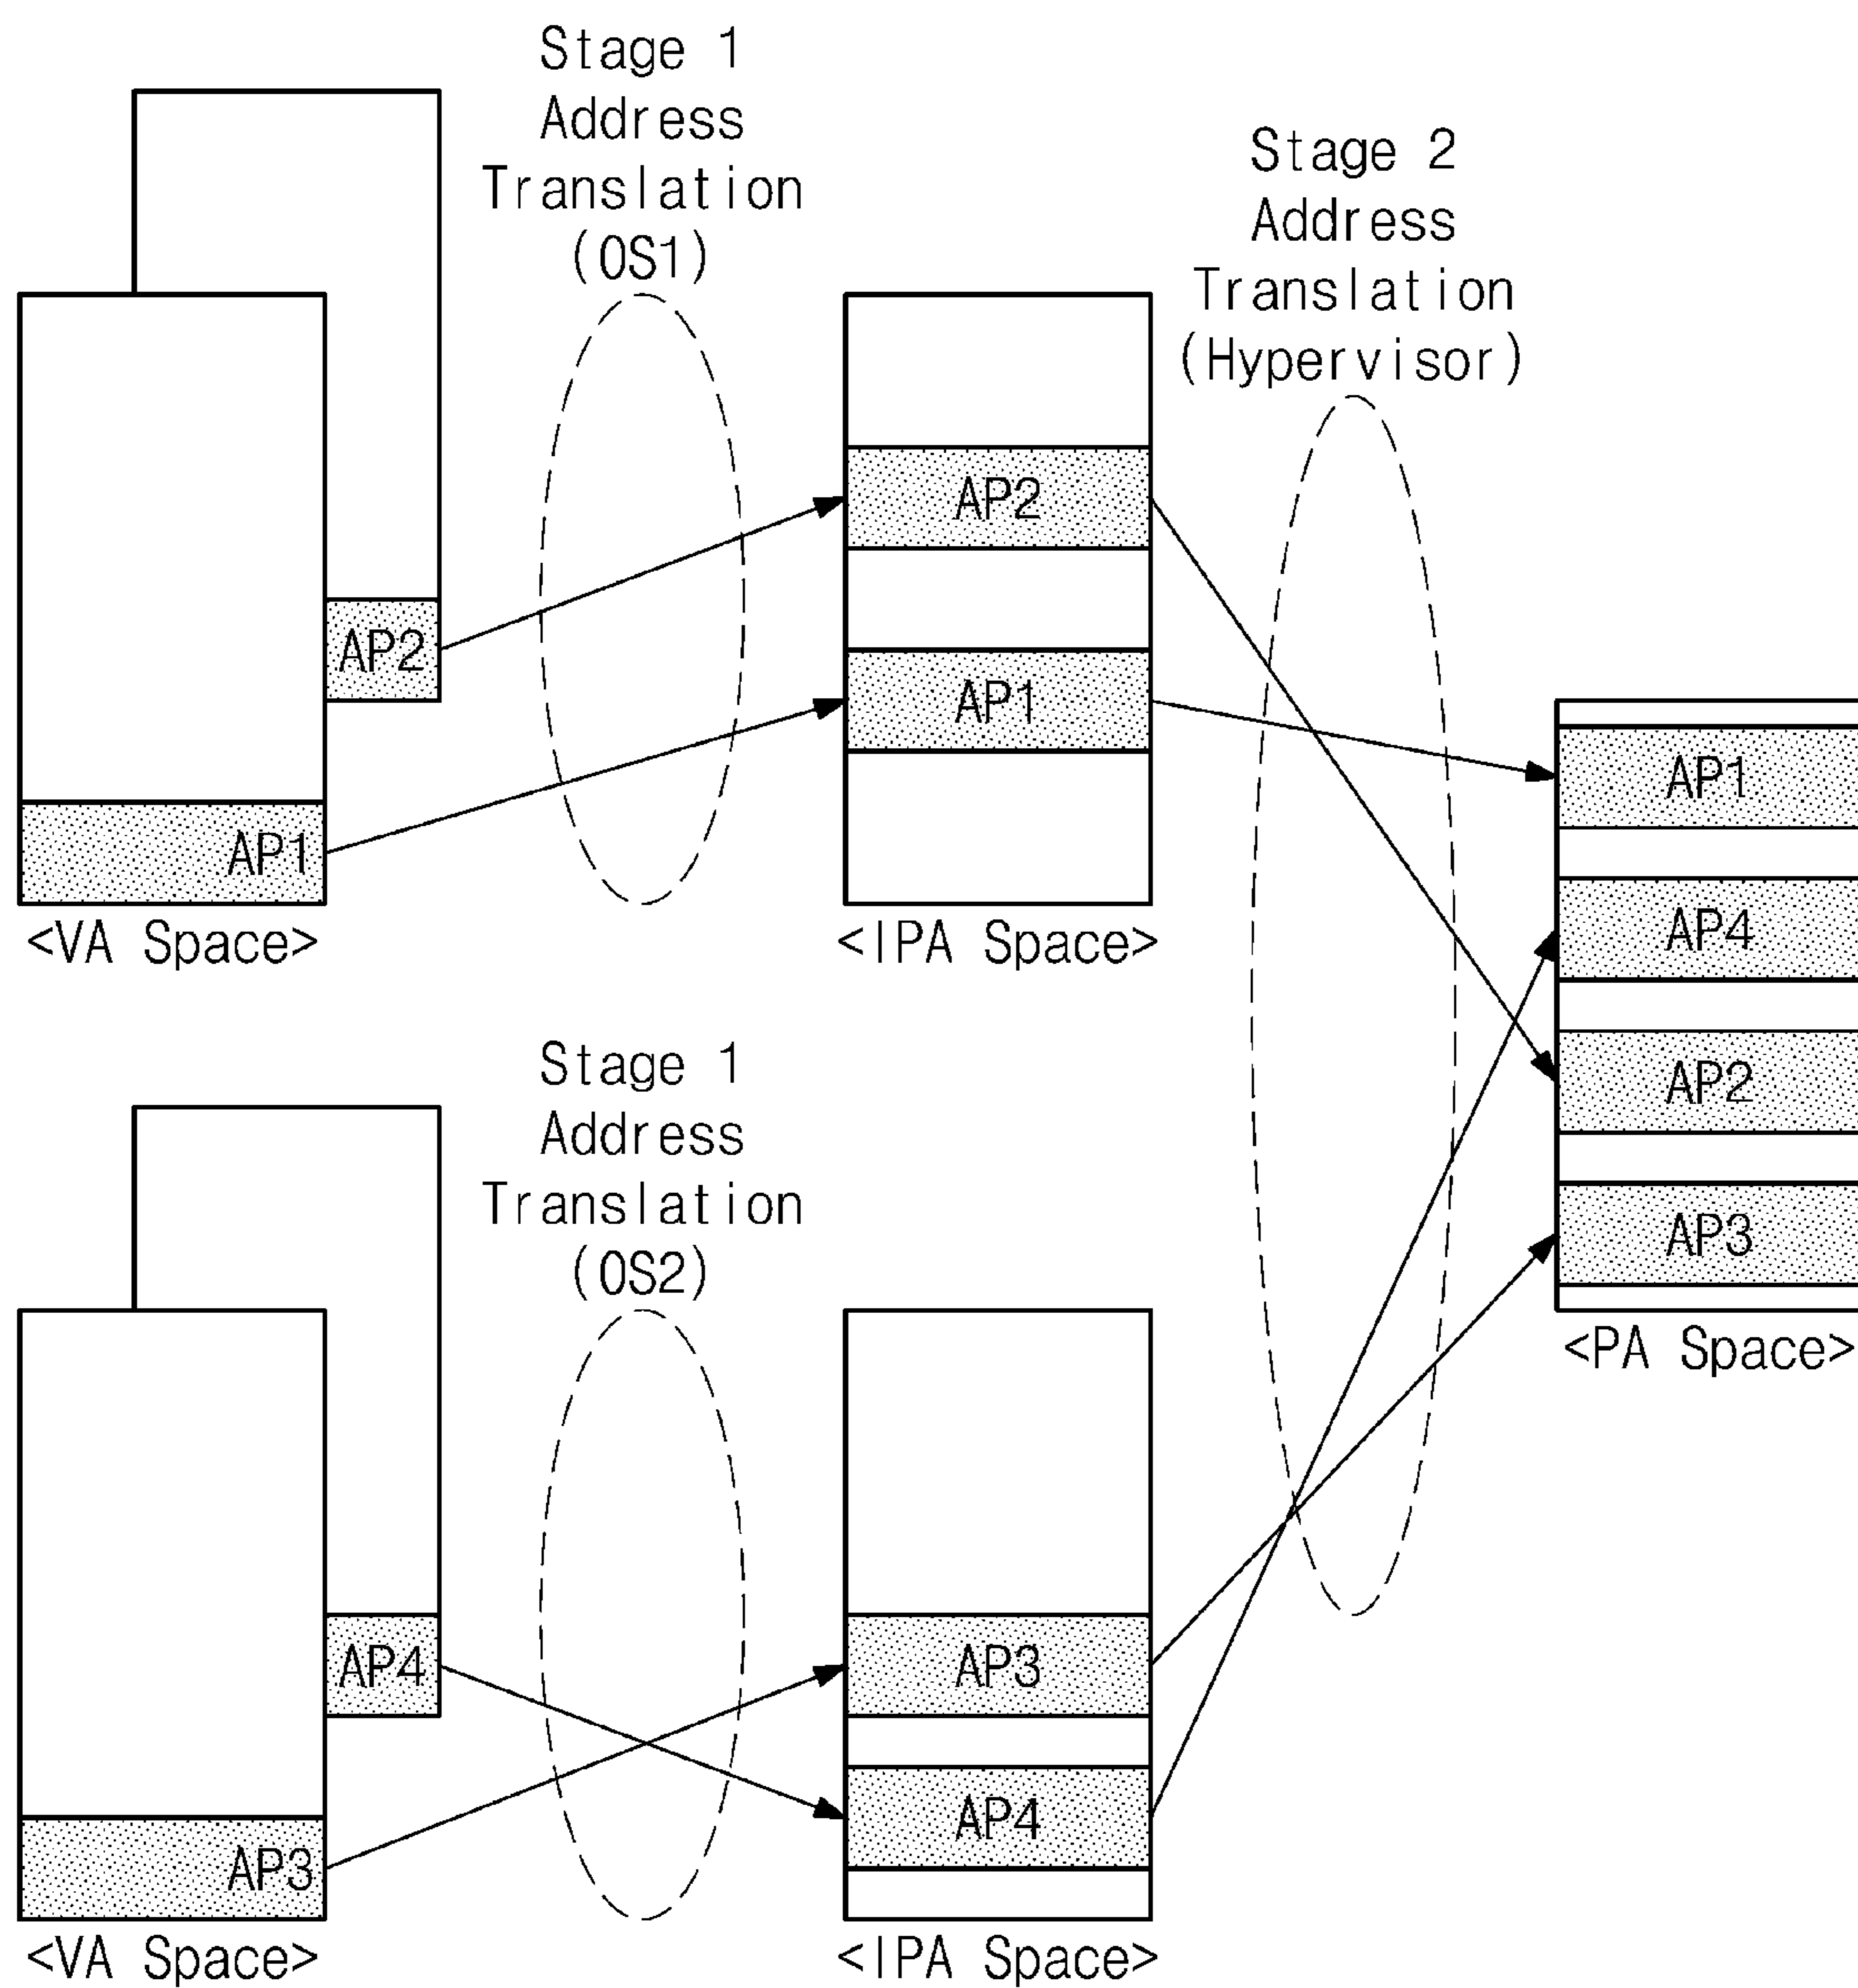 Stage 1
Address
Translation
(OS1)
Stage 2
Address
Translation
(Hypervisor)
AP2
AP1
AP2
AP1
<VA Space>
<IPA Space>
AP1
AP4
AP2
AP3
<PA Space>
Stage 1
Address
Translation
(OS2)
AP4
AP3
AP3
AP4
<VA Space>
<IPA Space>